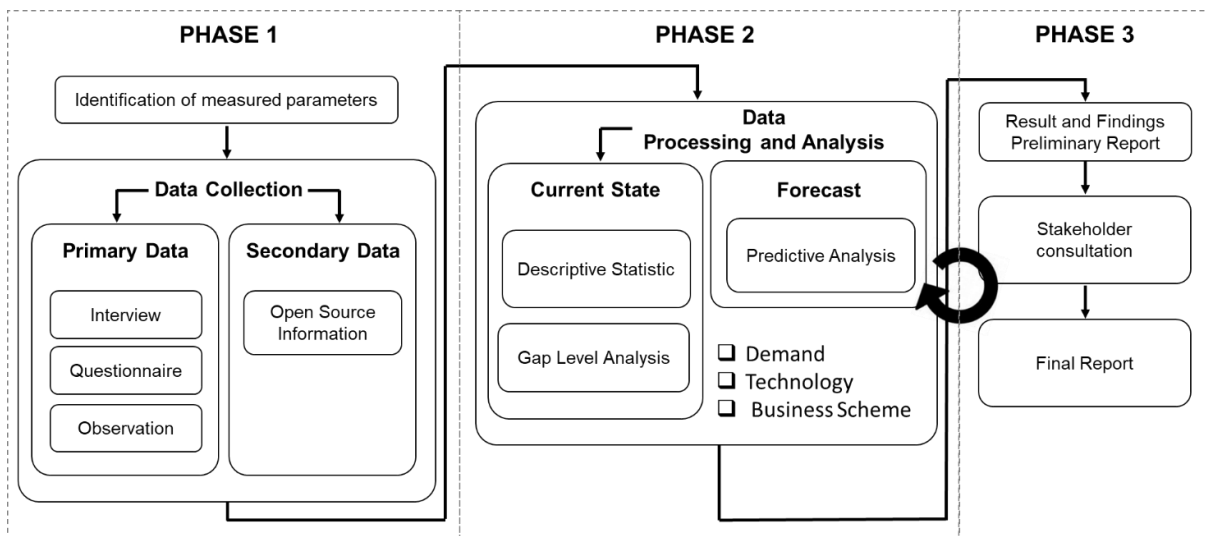 PHASE 1
Identification of measured parameters
Data Collection
Primary Data
Interview
Questionnaire
Observation
Secondary Data
Open Source
Information
PHASE 2
Data
Processing and Analysis
Current State
Descriptive Statistic
Gap Level Analysis
Forecast
Predictive Analysis
Demand
Technology
Business Scheme
PHASE 3
Result and Findings
Preliminary Report
Stakeholder
consultation
Final Report